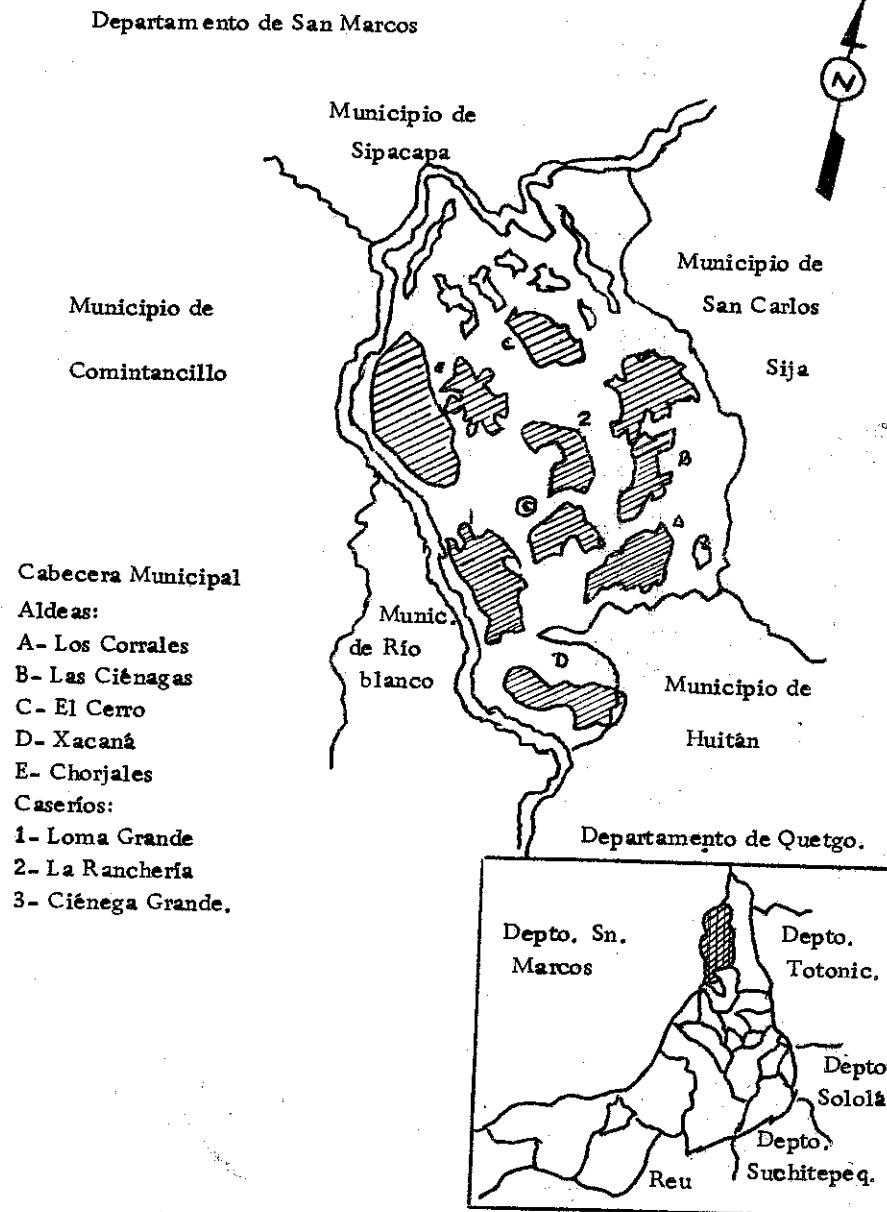 Departamento de San Marcos
N
Municipio de
Sipacapa
Municipio de
San Carlos
Sija
Municipio de
Comintancillo
C
2
B
A
D
Munic.
de Río
blanco
Municipio de
Huitán
Cabecera Municipal
Aldeas:
A- Los Corrales
B- Las Ciénagas
C- El Cerro
D- Xacaná
E- Chorjales
Caseríos:
1- Loma Grande
2- La Ranchería
3- Ciénega Grande.
Departamento de Quetgo.
Depto. Sn.
Marcos
Depto.
Totonic.
Depto
Sololá
Depto.
Suchitepeq.
Reu